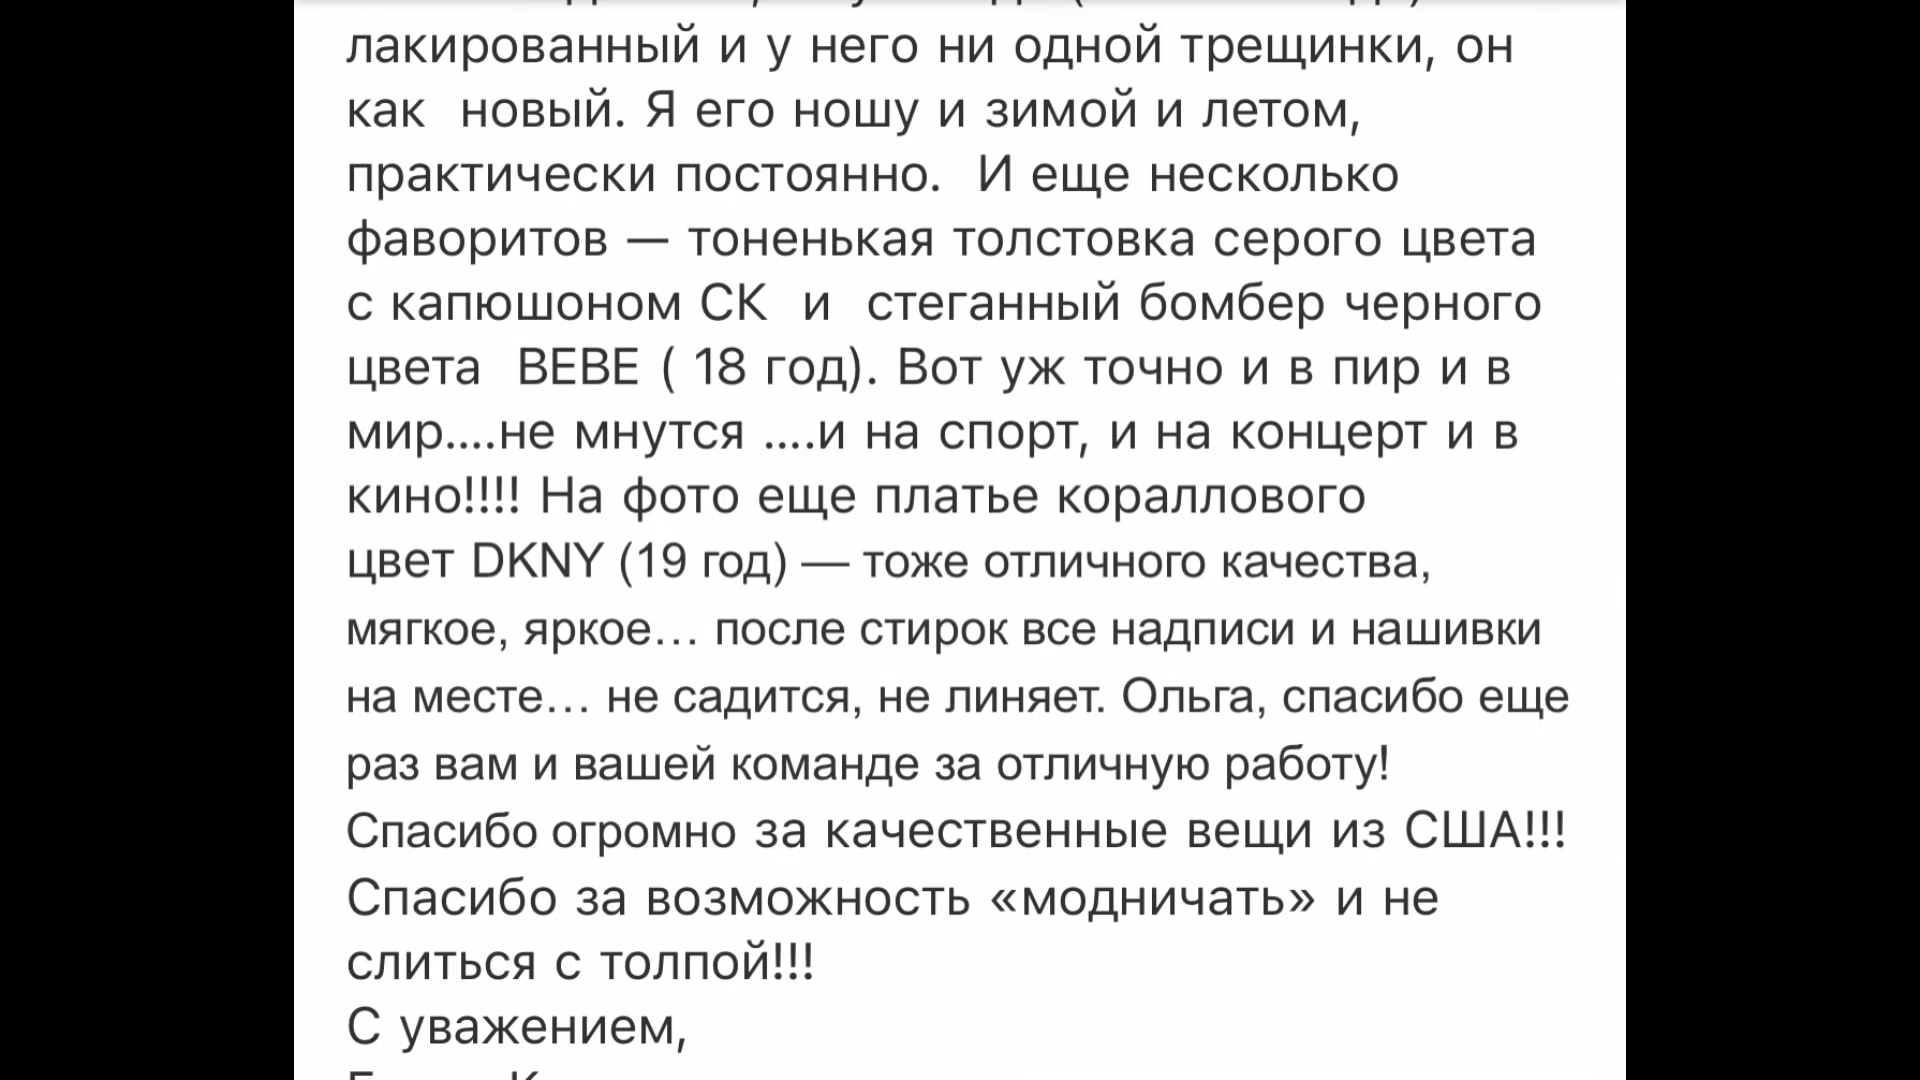 лакированный и у него ни одной трещинки, он
как  новый. Я его ношу и зимой и летом,
практически постоянно.  И еще несколько
фаворитов — тоненькая толстовка серого цвета
с капюшоном СК  и  стеганный бомбер черного
цвета  BEBE ( 18 год). Вот уж точно и в пир и в
мир....не мнутся ....и на спорт, и на концерт и в
кино!!!! На фото еще платье кораллового
цвет DKNY (19 год) — тоже отличного качества,
мягкое, яркое… после стирок все надписи и нашивки
на месте… не садится, не линяет. Ольга, спасибо еще
раз вам и вашей команде за отличную работу!
Спасибо огромно за качественные вещи из США!!!
Спасибо за возможность «модничать» и не
слиться с толпой!!!
С уважением,